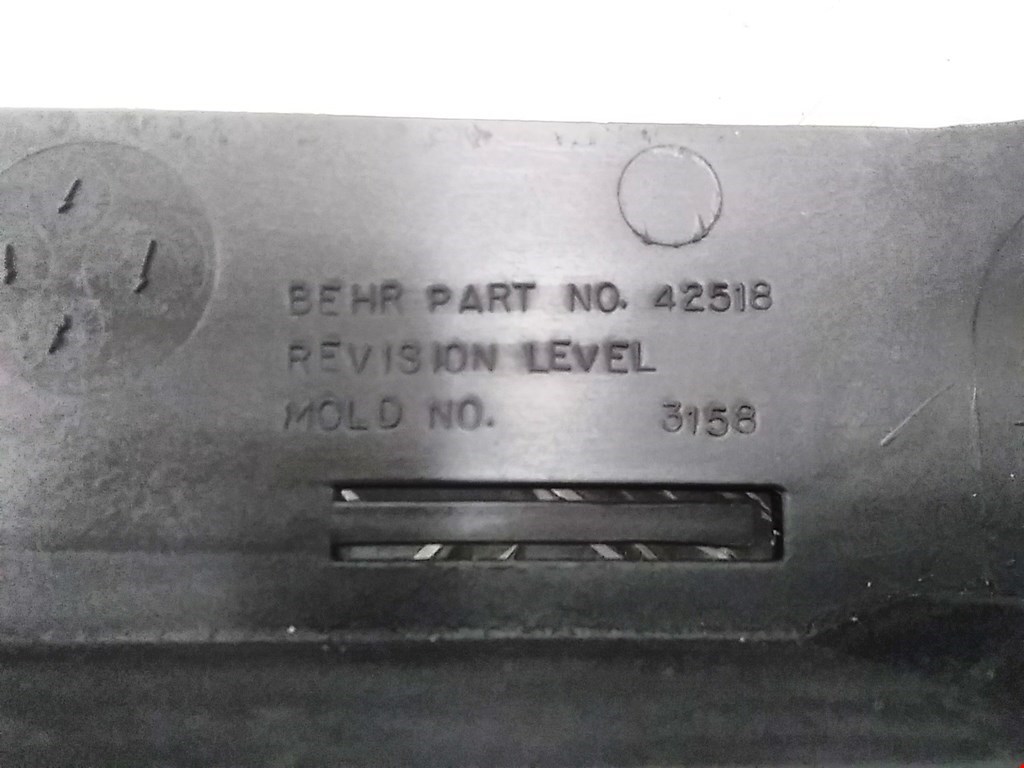 BEHR PART NO. 42518
REVISION LEVEL
MOLD NO. 3158